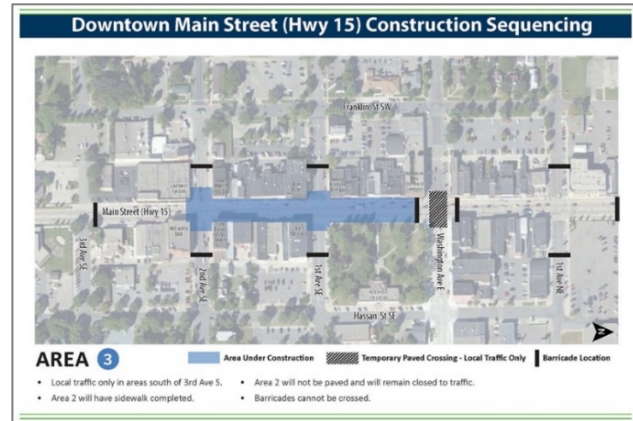 Downtown Main Street (Hwy 15) Construction Sequencing
Franklin St SW
Main Street (Hwy 15)
3rd Ave SE
2nd Ave SE
1st Ave SE
Washington Ave E
1st Ave NE
Hassan St SE
N
AREA 3
Area Under Construction
Temporary Paved Crossing - Local Traffic Only
Barricade Location
• Local traffic only in areas south of 3rd Ave S.
• Area 2 will have sidewalk completed.
• Area 2 will not be paved and will remain closed to traffic.
• Barricades cannot be crossed.